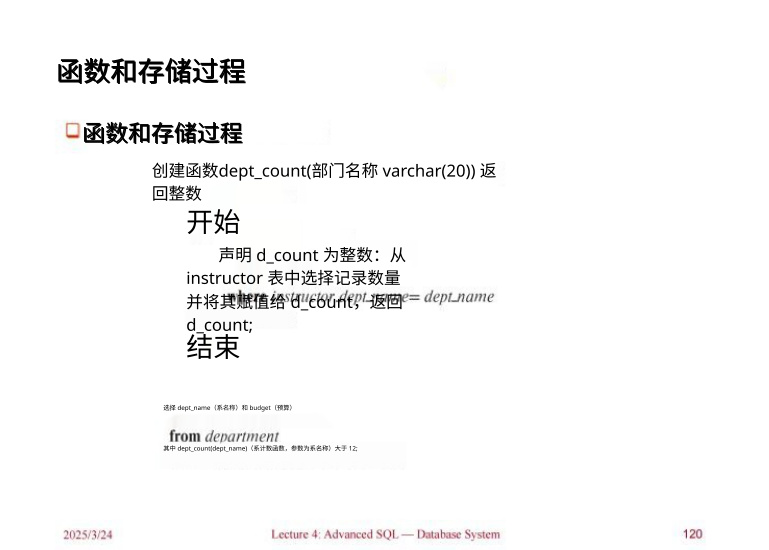 函数和存储过程
函数和存储过程
创建函数dept_count(部门名称 varchar(20)) 返
回整数
开始
声明 d_count 为整数：从
instructor 表中选择记录数量
并将其赋值给 d_count，返回
where instructor.dept_name= dept_name
d_count;
结束
选择 dept_name（系名称）和 budget（预算）
from department
其中 dept_count(dept_name)（系计数函数，参数为系名称）大于 12;
2025/3/24
Lecture 4: Advanced SQL — Database System
120